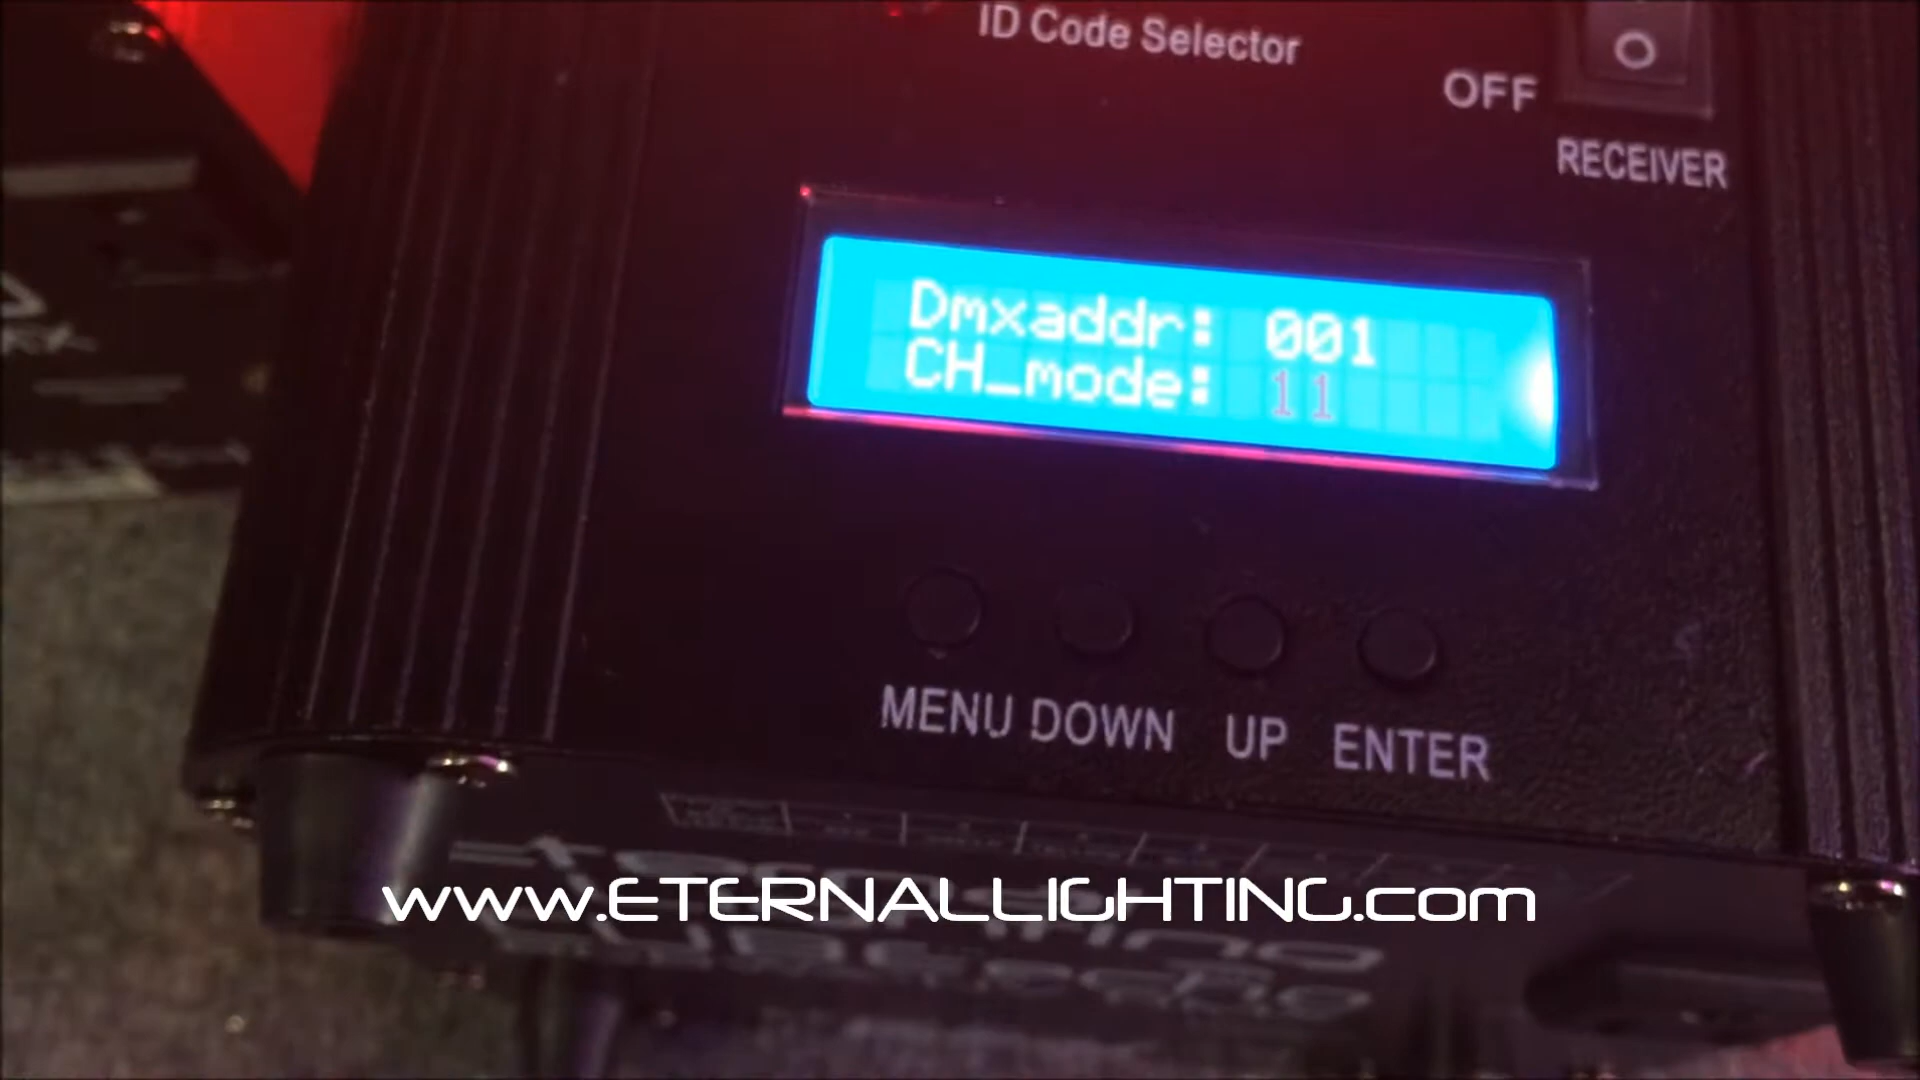 ID Code Selector
OFF
RECEIVER
Dmxaddr: 001
CH_mode: 11
MENU DOWN UP ENTER
www.ETERNALLIGHTING.com